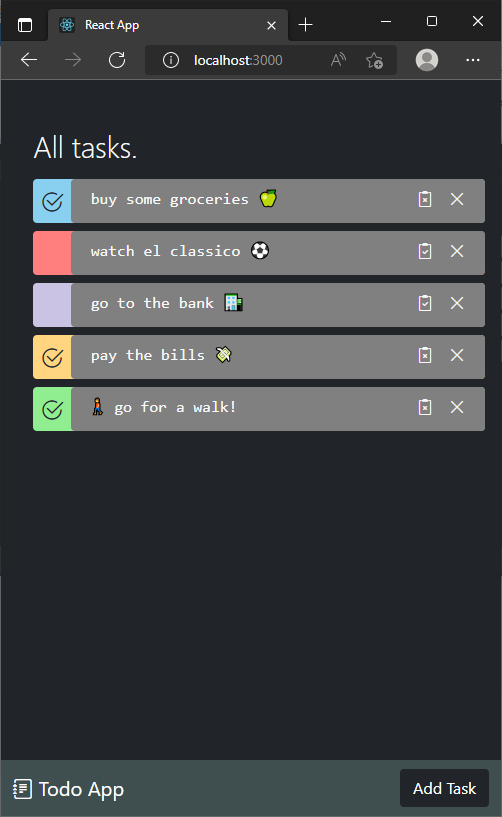 React App
localhost:3000
All tasks.
buy some groceries 🍏
watch el classico ⚽
go to the bank 🏦
pay the bills 💸
🚶 go for a walk!
Todo App
Add Task